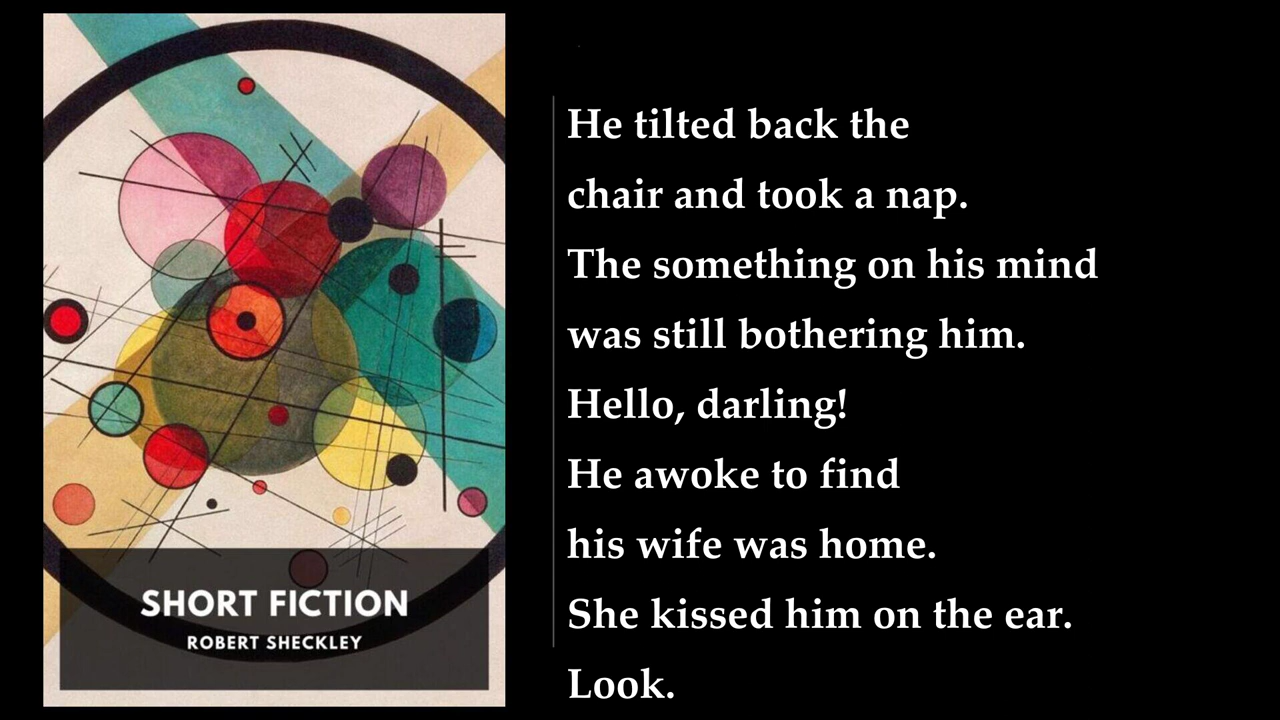 SHORT FICTION
ROBERT SHECKLEY
He tilted back the
chair and took a nap.
The something on his mind
was still bothering him.
Hello, darling!
He awoke to find
his wife was home.
She kissed him on the ear.
Look.